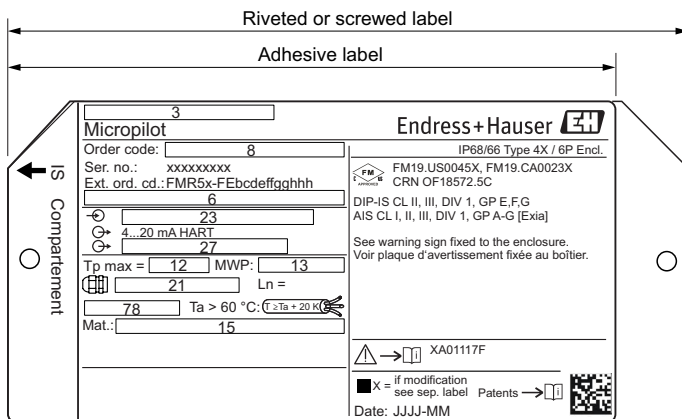 Riveted or screwed label
Adhesive label
3
Micropilot
Endress+Hauser EH
Order code: 8
Ser. no.: xxxxxxxxx
Ext. ord. cd.: FMR5x-FEbcdeffgghhh
6
23
4...20 mA HART
27
Tp max = 12 MWP: 13
21 Ln =
78 Ta > 60 °C: T ≥Ta + 20 K
Mat.: 15
IP68/66 Type 4X / 6P Encl.
FM APPROVED
FM19.US0045X, FM19.CA0023X
CRN OF18572.5C
DIP-IS CL II, III, DIV 1, GP E,F,G
AIS CL I, II, III, DIV 1, GP A-G [Exia]
See warning sign fixed to the enclosure.
Voir plaque d'avertissement fixée au boîtier.
XA01117F
X = if modification
see sep. label
Patents
Date: JJJJ-MM
IS Compartement